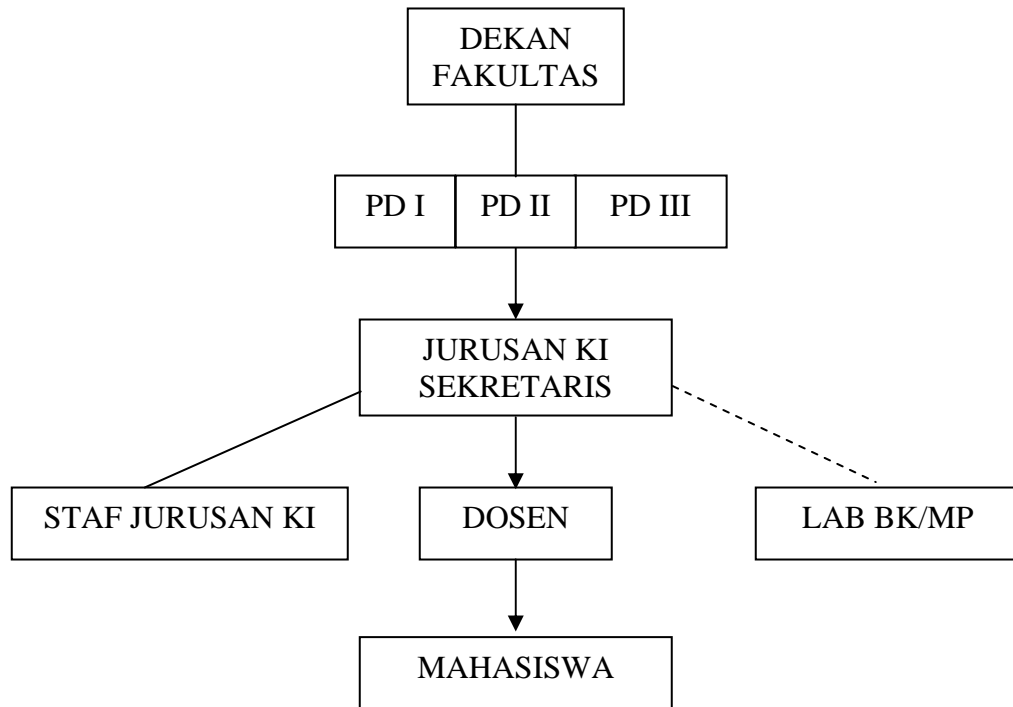 DEKAN
FAKULTAS
PD I
PD II
PD III
JURUSAN KI
SEKRETARIS
STAF JURUSAN KI
DOSEN
LAB BK/MP
MAHASISWA